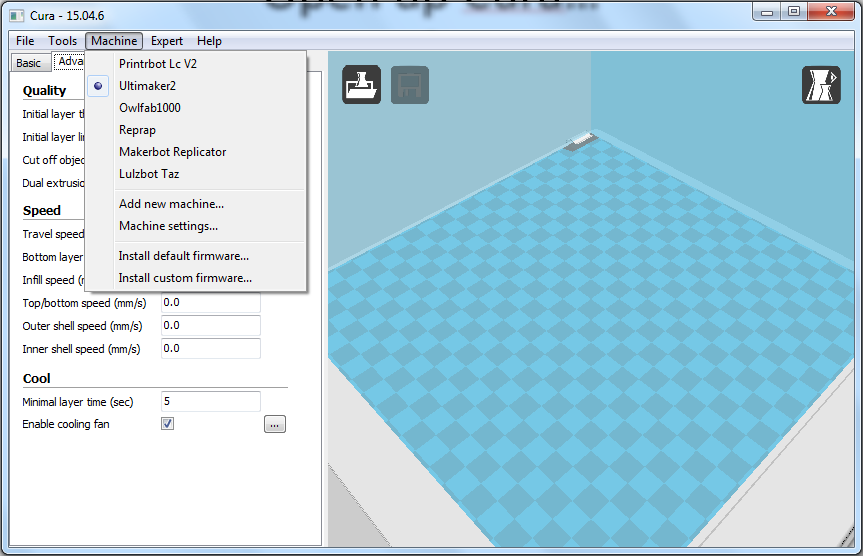 Open up Cura...
Cura - 15.04.6
File Tools Machine Expert Help
Basic Adva
Printrbot Lc V2
Ultimaker2
Owlfab1000
Reprap
Makerbot Replicator
Lulzbot Taz
Add new machine...
Machine settings...
Install default firmware...
Install custom firmware...
Quality
Initial layer th
Initial layer li
Cut off objec
Dual extrusio
Speed
Travel speed
Bottom layer
Infill speed (m
Top/bottom speed (mm/s) 0.0
Outer shell speed (mm/s) 0.0
Inner shell speed (mm/s) 0.0
Cool
Minimal layer time (sec) 5
Enable cooling fan ...